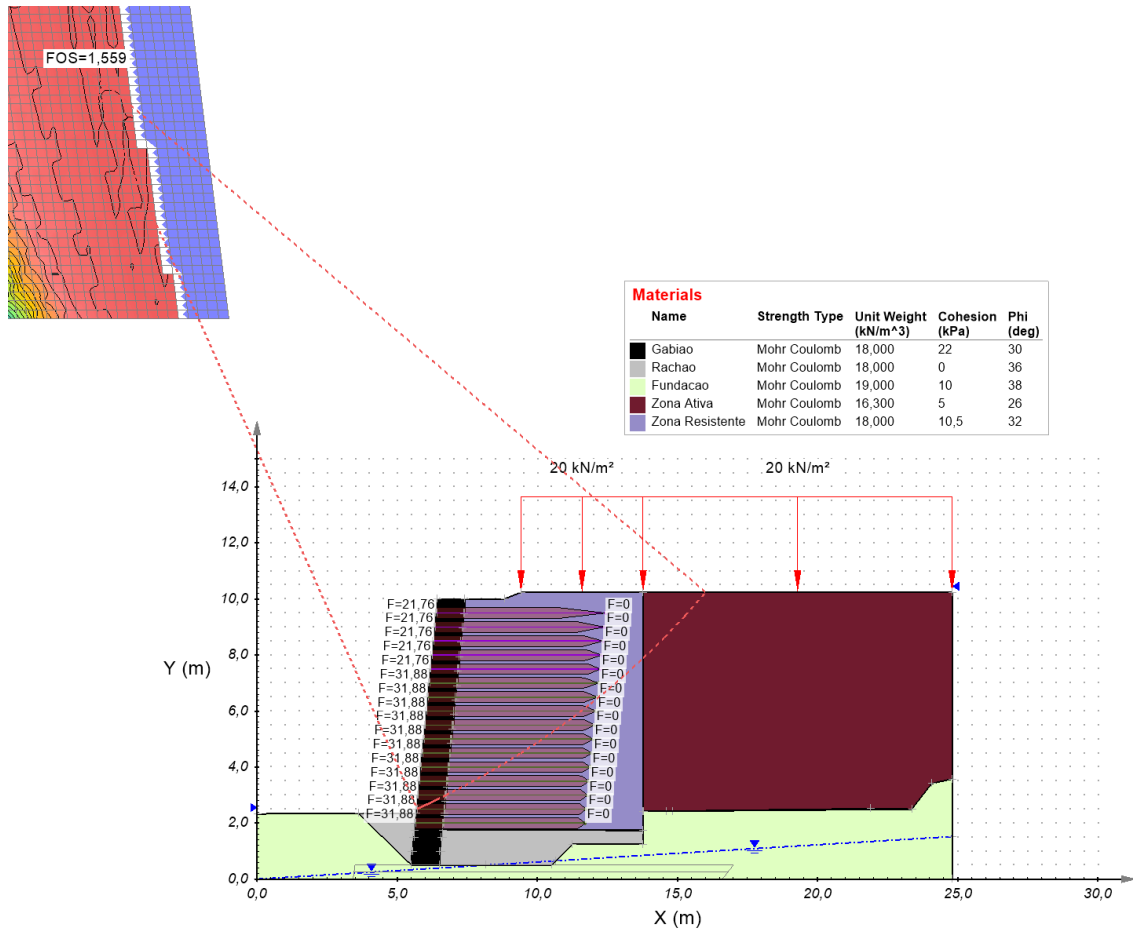 FOS=1,559
Materials
Name Strength Type Unit Weight (kN/m^3) Cohesion (kPa) Phi (deg)
Gabiao Mohr Coulomb 18,000 22 30
Rachao Mohr Coulomb 18,000 0 36
Fundacao Mohr Coulomb 19,000 10 38
Zona Ativa Mohr Coulomb 16,300 5 26
Zona Resistente Mohr Coulomb 18,000 10,5 32
20 kN/m² 20 kN/m²
14,0
12,0
10,0
8,0
6,0
4,0
2,0
0,0
Y (m)
F=21,76 F=0
F=21,76 F=0
F=21,76 F=0
F=21,76 F=0
F=21,76 F=0
F=31,88 F=0
F=31,88 F=0
F=31,88 F=0
F=31,88 F=0
F=31,88 F=0
F=31,88 F=0
F=31,88 F=0
F=31,88 F=0
F=31,88 F=0
F=31,88 F=0
F=31,88 F=0
0,0 5,0 10,0 15,0 20,0 25,0 30,0
X (m)